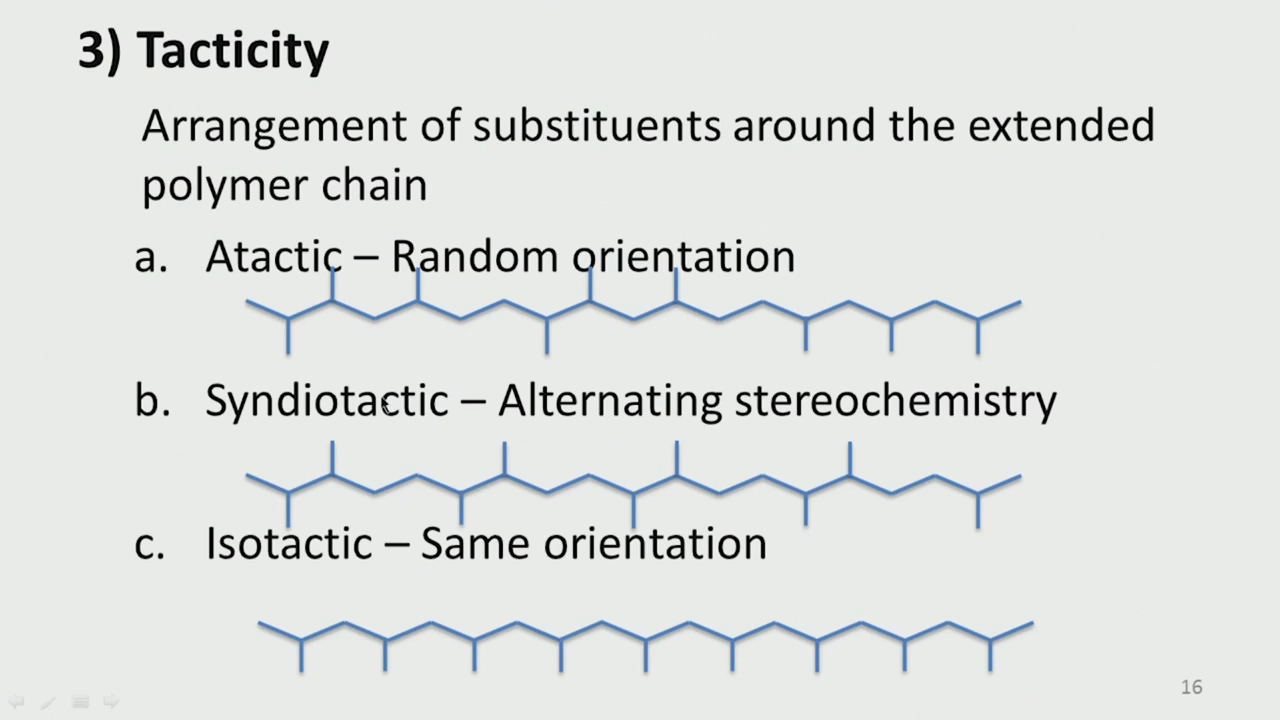 3) Tacticity
Arrangement of substituents around the extended
polymer chain
a. Atactic – Random orientation
b. Syndiotactic – Alternating stereochemistry
c. Isotactic – Same orientation
16